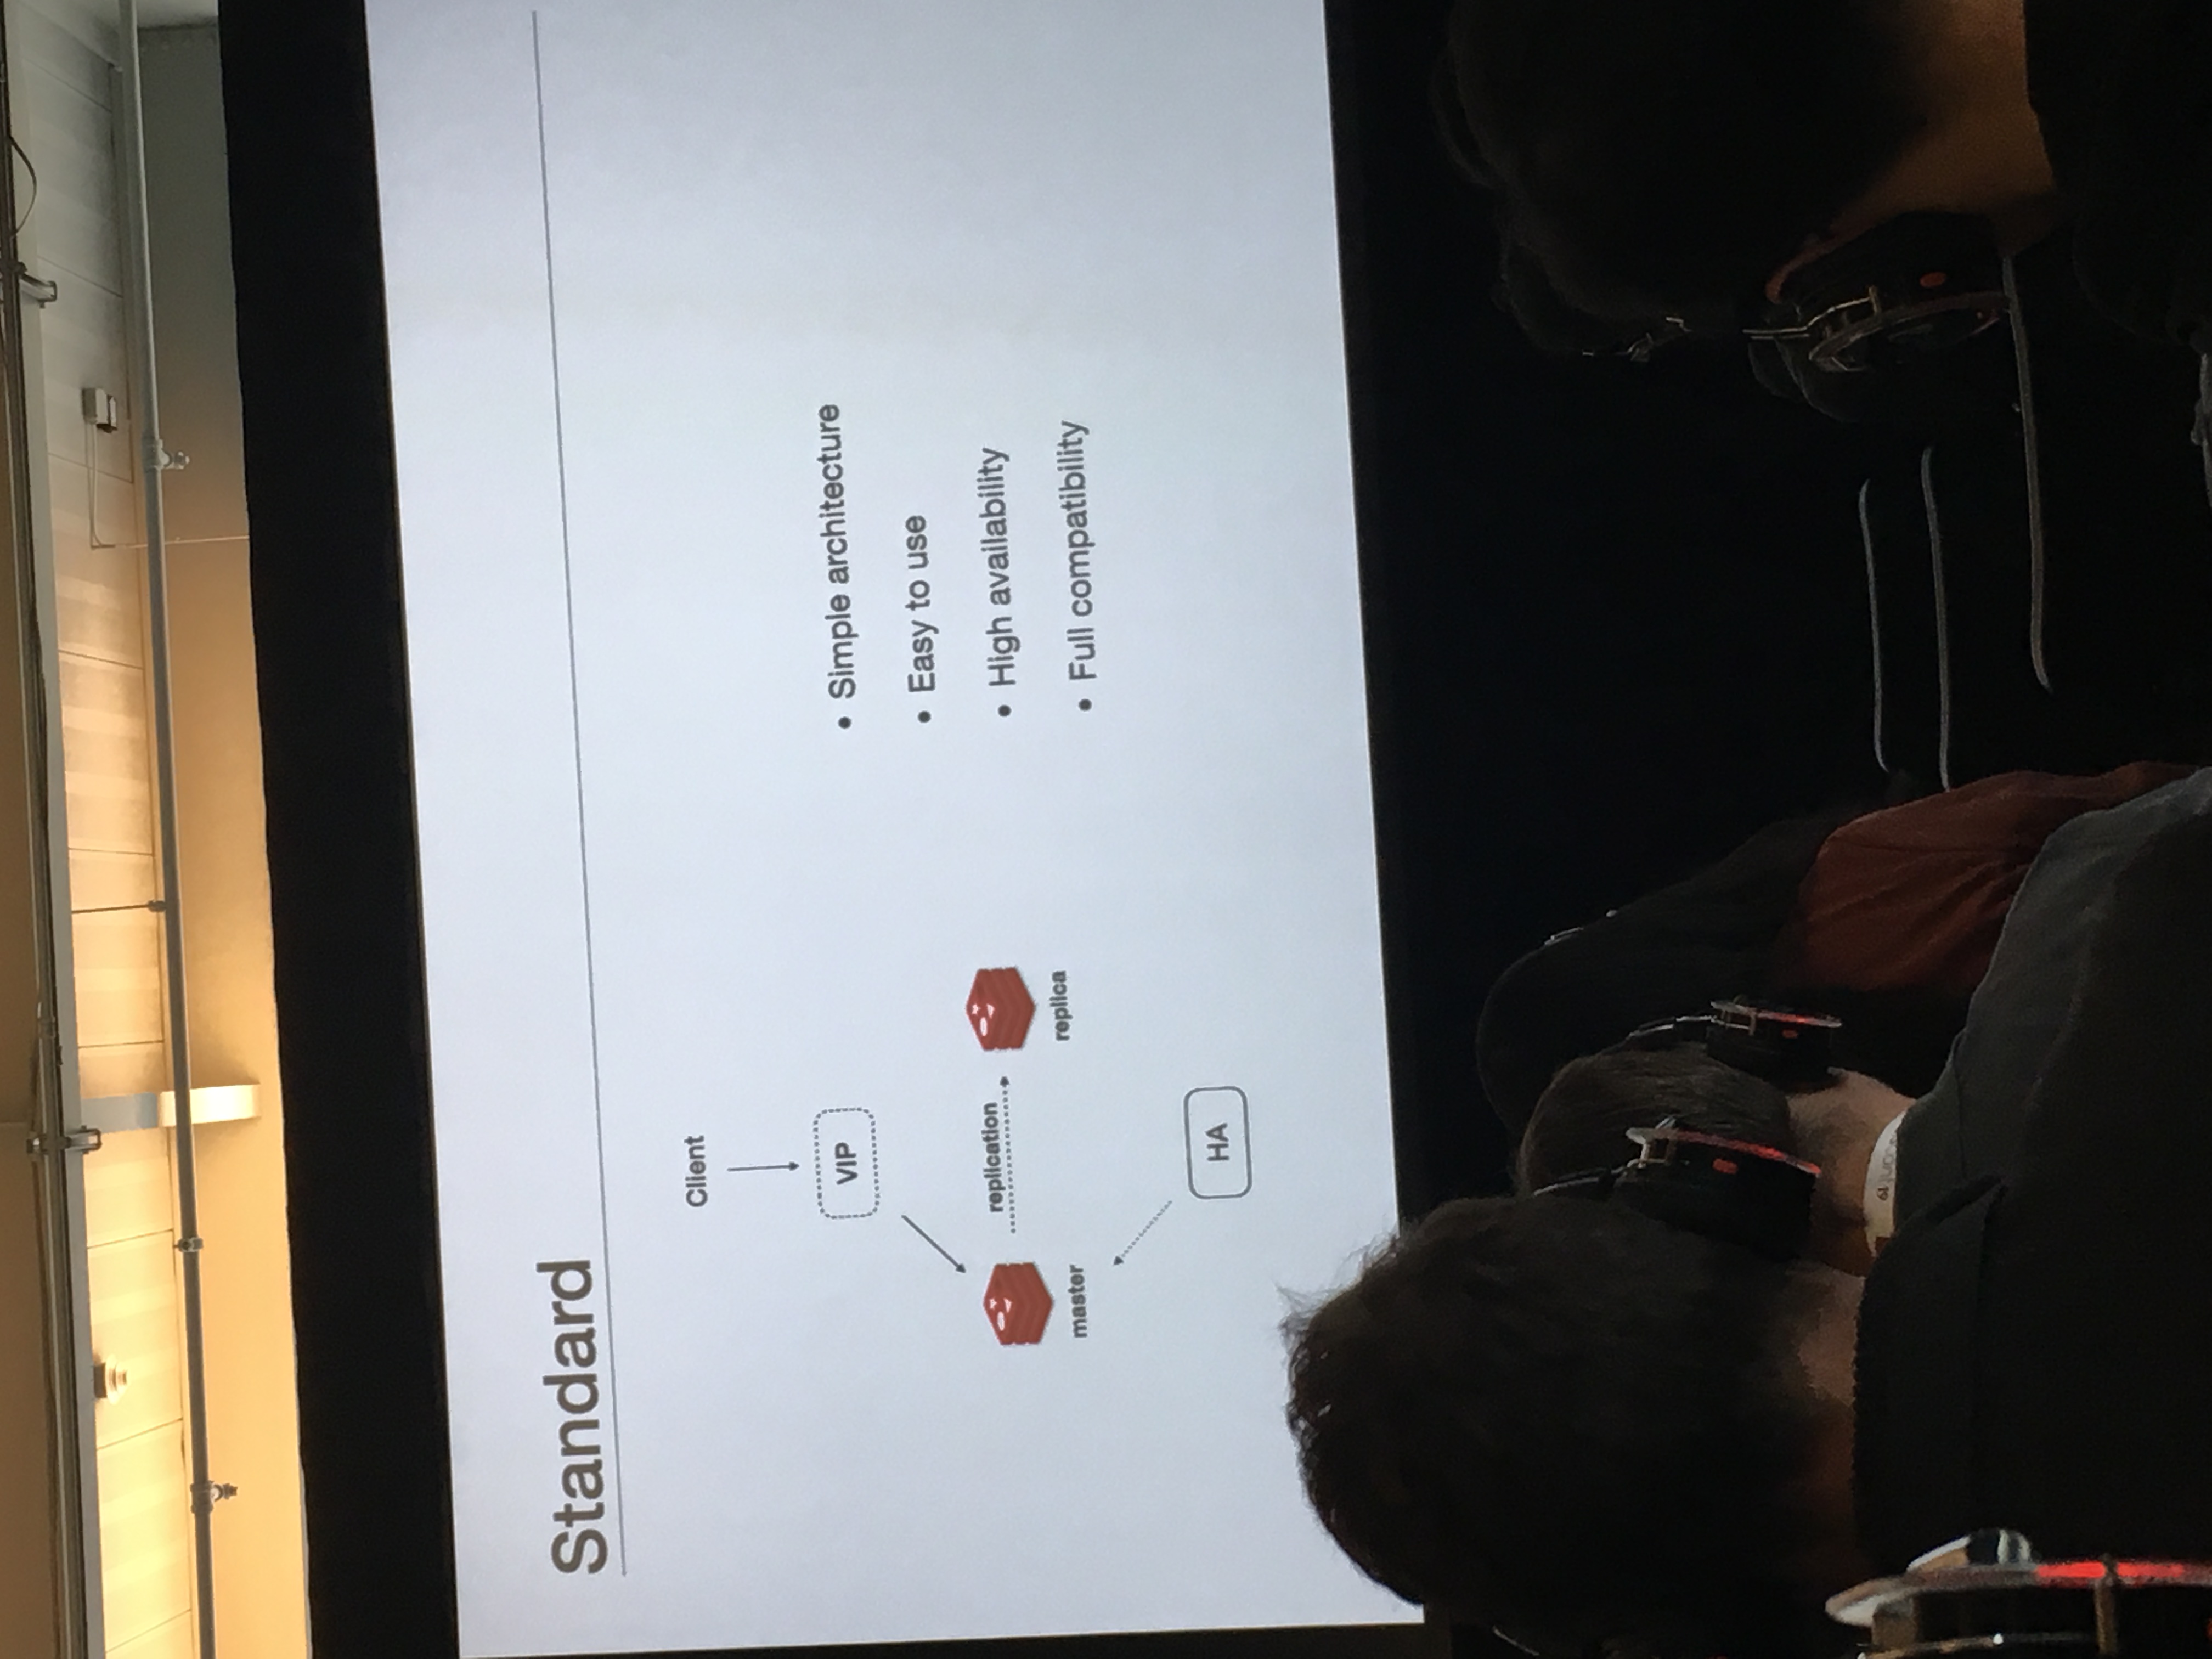 Standard
Client
VIP
replication
master
replica
HA
• Simple architecture
• Easy to use
• High availability
• Full compatibility